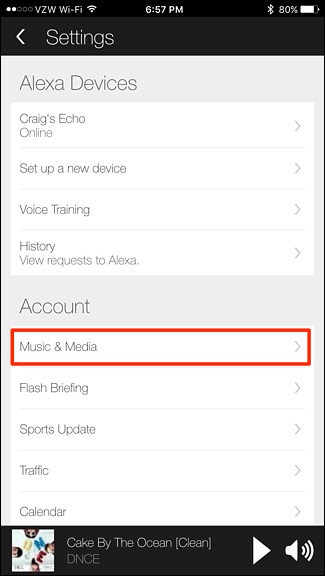 VZW Wi-Fi 6:57 PM 80%
Settings
Alexa Devices
Craig's Echo
Online
Set up a new device
Voice Training
History
View requests to Alexa.
Account
Music & Media
Flash Briefing
Sports Update
Traffic
Calendar
Cake By The Ocean [Clean]
DNCE